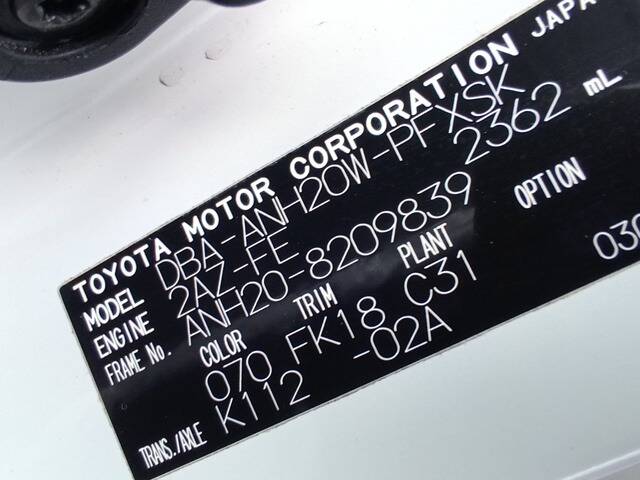 TOYOTA MOTOR CORPORATION JAPA
MODEL DBA-ANH20W-PFXSK
ENGINE 2AZ-FE 2362 mL
FRAME No. ANH20-8209839
COLOR TRIM PLANT OPTION
070 FK18 C31 030
TRANS./AXLE K112 -02A